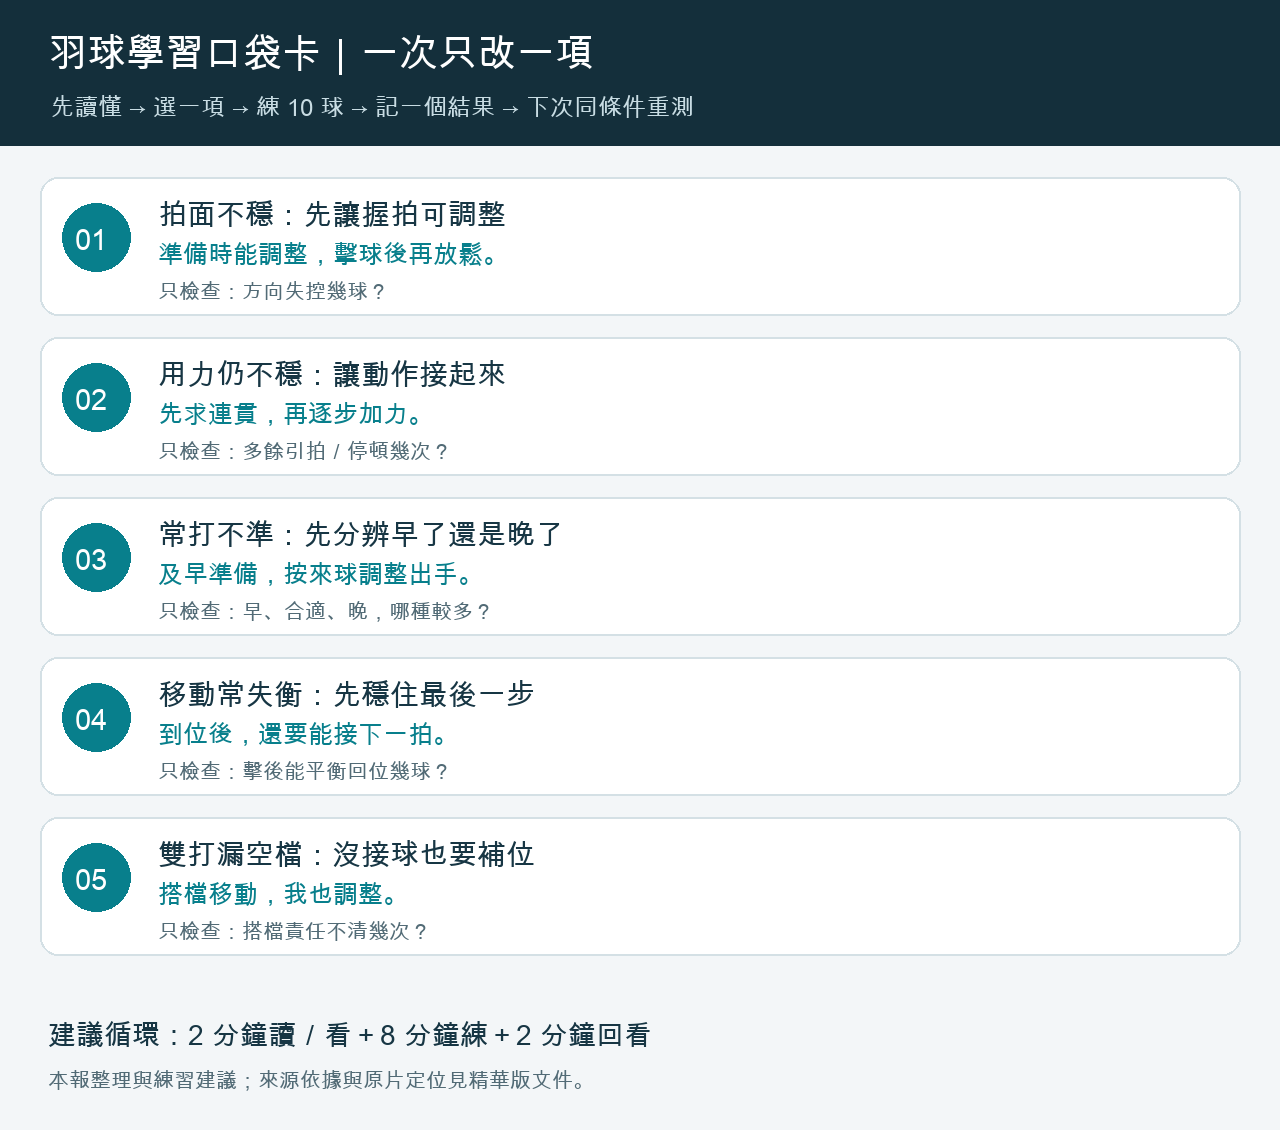 羽球學習口袋卡｜一次只改一項
先讀懂 → 選一項 → 練 10 球 → 記一個結果 → 下次同條件重測
01
拍面不穩：先讓握拍可調整
準備時能調整，擊球後再放鬆。
只檢查：方向失控幾球？
02
用力仍不穩：讓動作接起來
先求連貫，再逐步加力。
只檢查：多餘引拍 / 停頓幾次？
03
常打不準：先分辨早了還是晚了
及早準備，按來球調整出手。
只檢查：早、合適、晚，哪種較多？
04
移動常失衡：先穩住最後一步
到位後，還要能接下一拍。
只檢查：擊後能平衡回位幾球？
05
雙打漏空檔：沒接球也要補位
搭檔移動，我也調整。
只檢查：搭檔責任不清幾次？
建議循環：2 分鐘讀 / 看＋8 分鐘練＋2 分鐘回看
本報整理與練習建議；來源依據與原片定位見精華版文件。